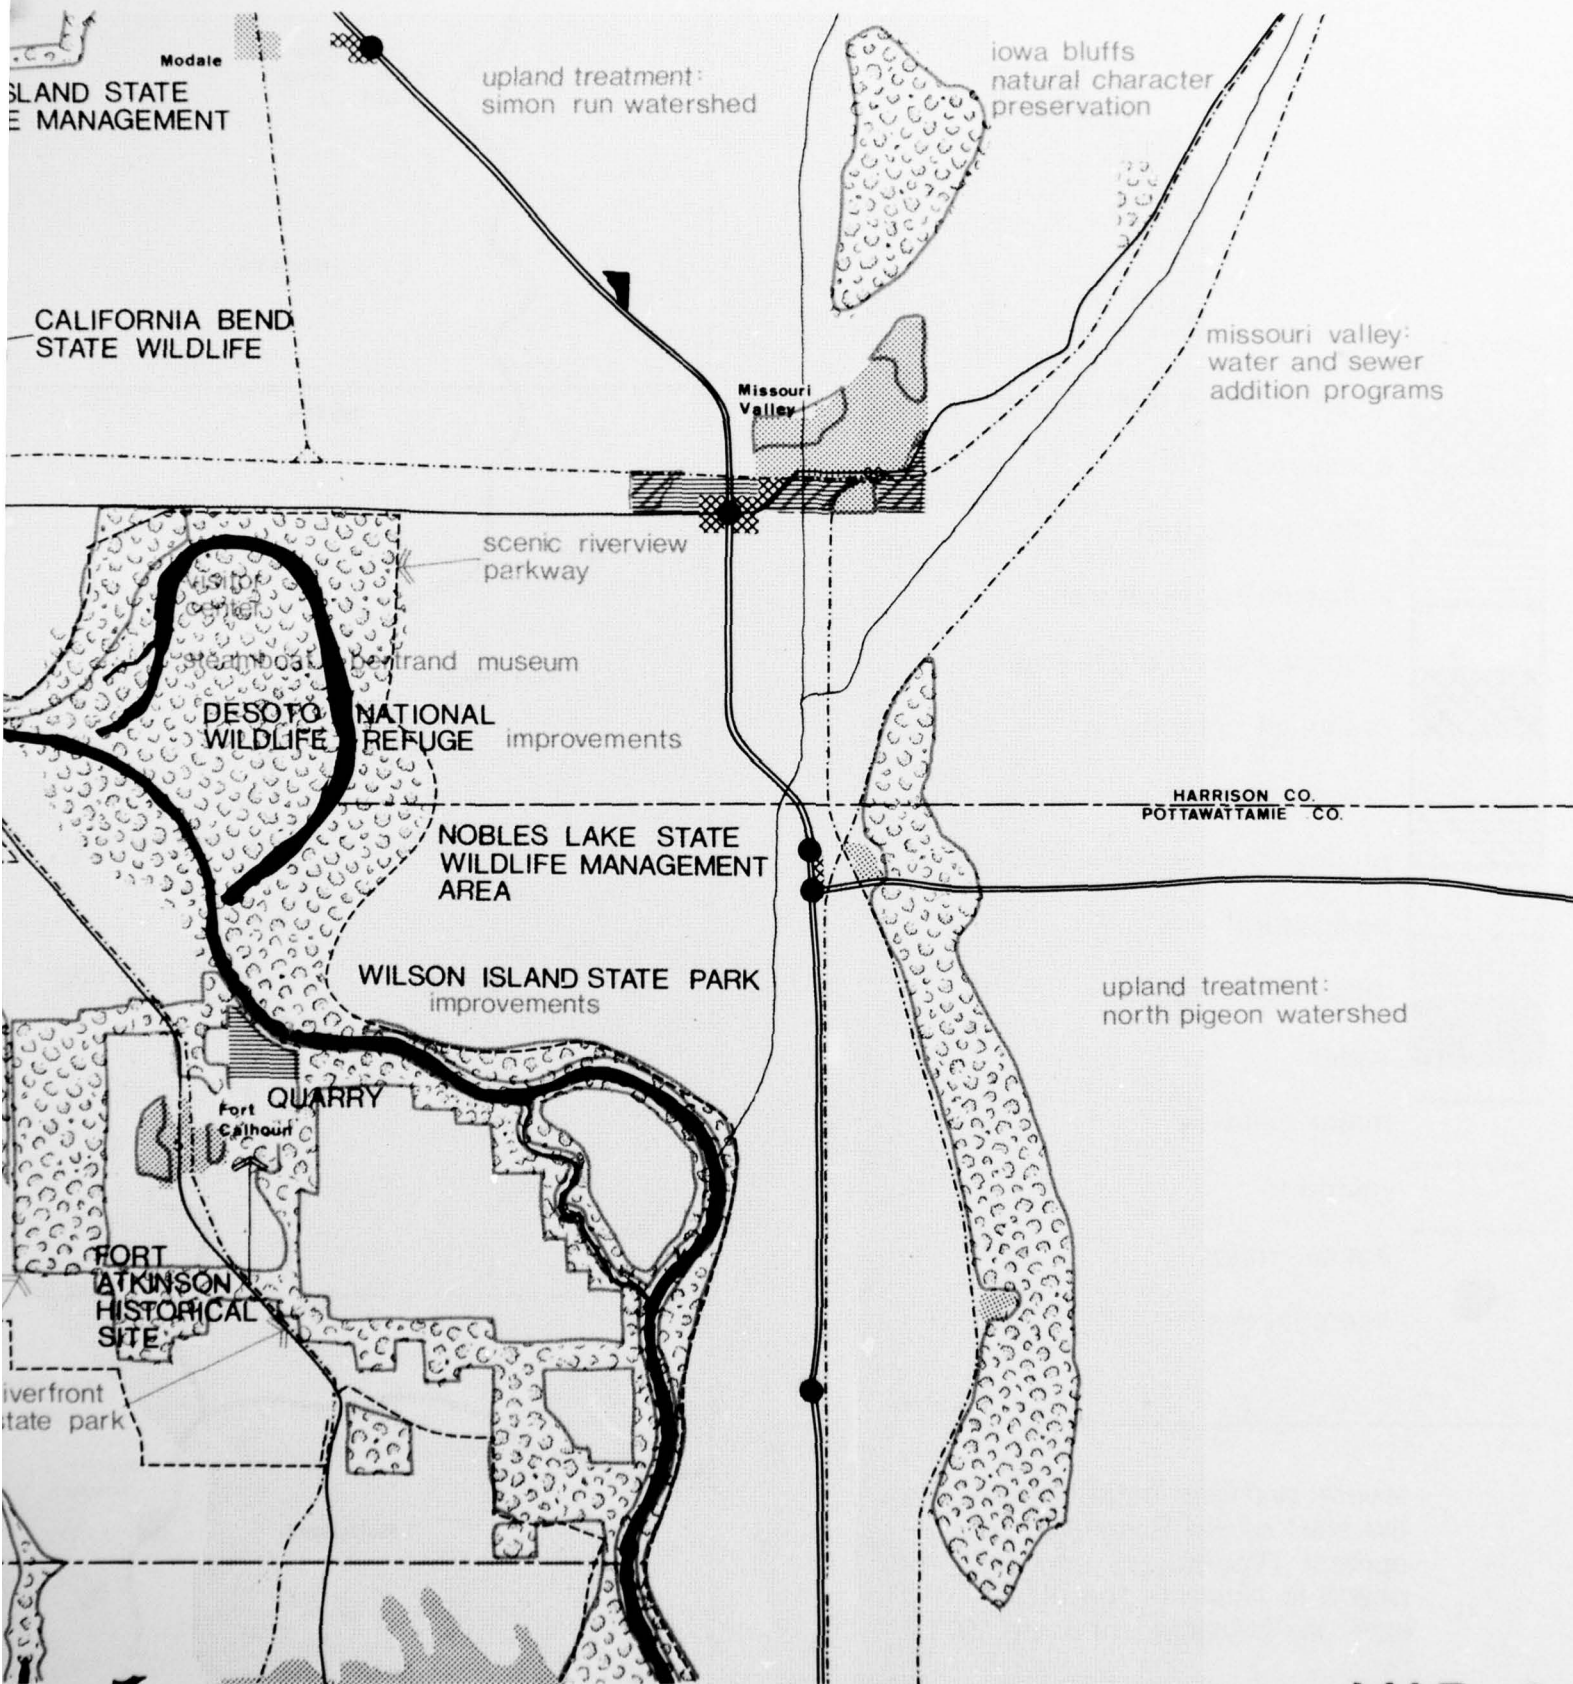 Modale
SLAND STATE
E MANAGEMENT
upland treatment:
simon run watershed
iowa bluffs
natural character
preservation
CALIFORNIA BEND
STATE WILDLIFE
Missouri
Valley
missouri valley:
water and sewer
addition programs
scenic riverview
parkway
visitor
center
steamboat bertrand museum
DESOTO NATIONAL
WILDLIFE REFUGE improvements
HARRISON CO.
POTTAWATTAMIE CO.
NOBLES LAKE STATE
WILDLIFE MANAGEMENT
AREA
WILSON ISLAND STATE PARK
improvements
upland treatment:
north pigeon watershed
QUARRY
Fort
Calhoun
FORT
ATKINSON
HISTORICAL
SITE
iverfront
tate park